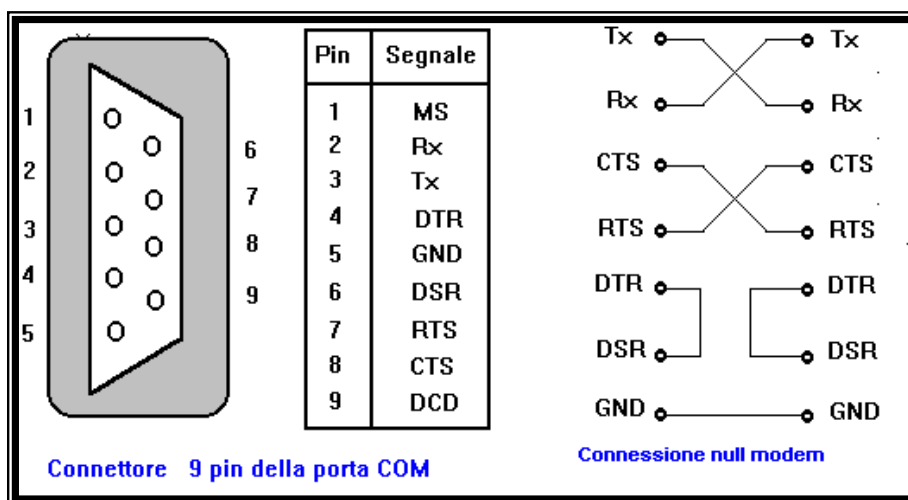 1
2
3
4
5
6
7
8
9
Connettore 9 pin della porta COM
Pin Segnale
1 MS
2 Rx
3 Tx
4 DTR
5 GND
6 DSR
7 RTS
8 CTS
9 DCD
Tx Tx
Rx Rx
CTS CTS
RTS RTS
DTR DTR
DSR DSR
GND GND
Connessione null modem